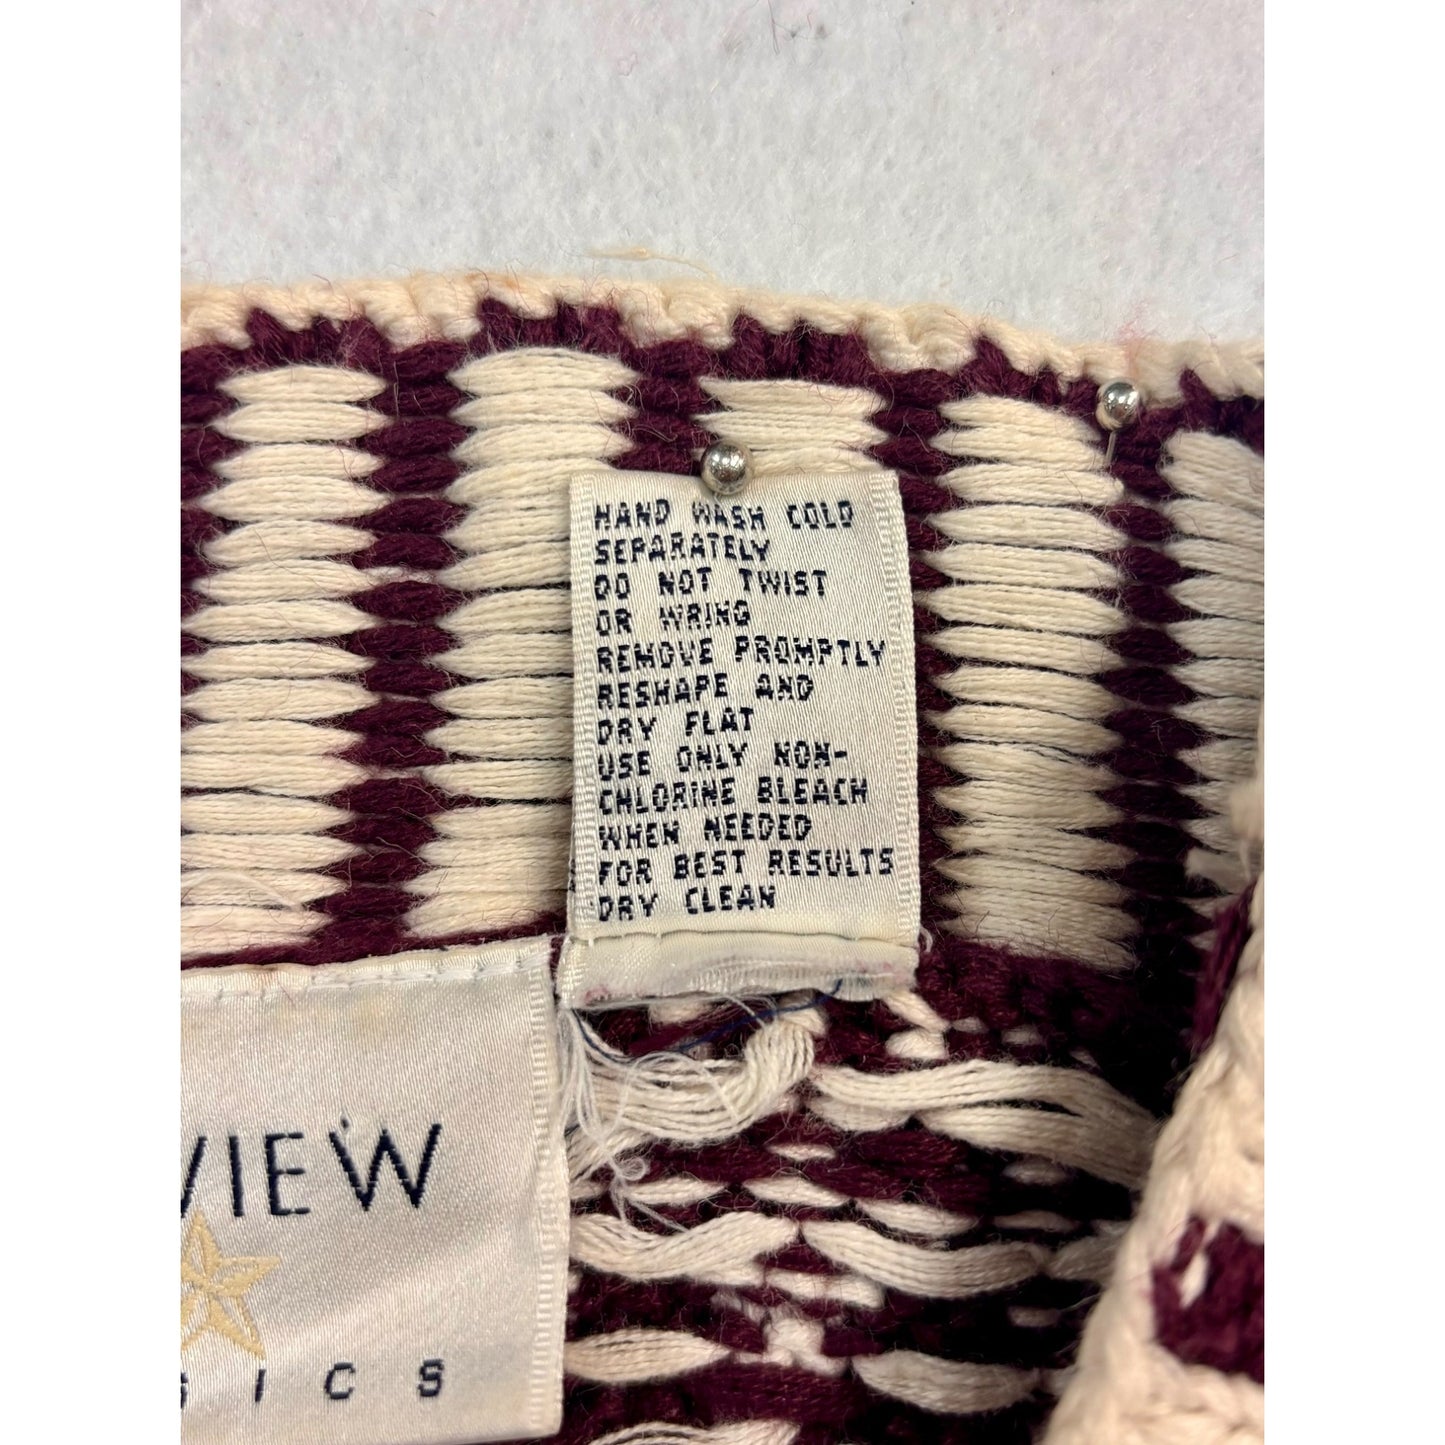 HAND WASH COLD
SEPARATELY
DO NOT TWIST
OR WRING
REMOVE PROMPTLY
RESHAPE AND
DRY FLAT
USE ONLY NON-
CHLORINE BLEACH
WHEN NEEDED
FOR BEST RESULTS
DRY CLEAN
VIEW
SICS